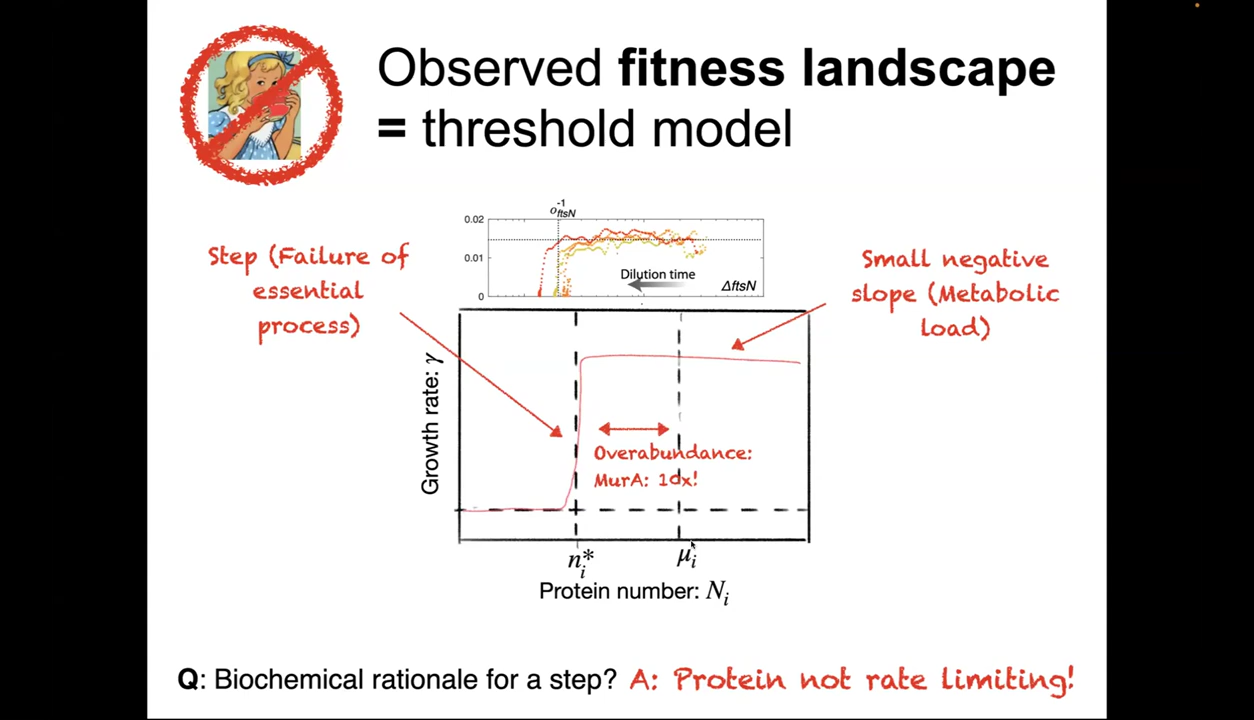 Observed fitness landscape
= threshold model
o⁻¹ftsN
0.02
0.01
0
Dilution time
ΔftsN
Step (Failure of
essential
process)
Small negative
slope (Metabolic
load)
Growth rate: γ
Overabundance:
MurA: 10x!
nᵢ*
μᵢ
Protein number: Nᵢ
Q: Biochemical rationale for a step? A: Protein not rate limiting!